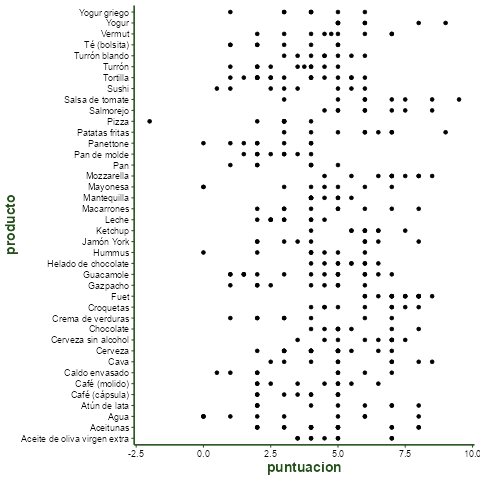 Yogur griego
Yogur
Vermut
Té (bolsita)
Turrón blando
Turrón
Tortilla
Sushi
Salsa de tomate
Salmorejo
Pizza
Patatas fritas
Panettone
Pan de molde
Pan
Mozzarella
Mayonesa
Mantequilla
Macarrones
Leche
Ketchup
Jamón York
Hummus
Helado de chocolate
Guacamole
Gazpacho
Fuet
Croquetas
Crema de verduras
Chocolate
Cerveza sin alcohol
Cerveza
Cava
Caldo envasado
Café (molido)
Café (cápsula)
Atún de lata
Agua
Aceitunas
Aceite de oliva virgen extra
producto
-2.5 0.0 2.5 5.0 7.5 10.0
puntuacion